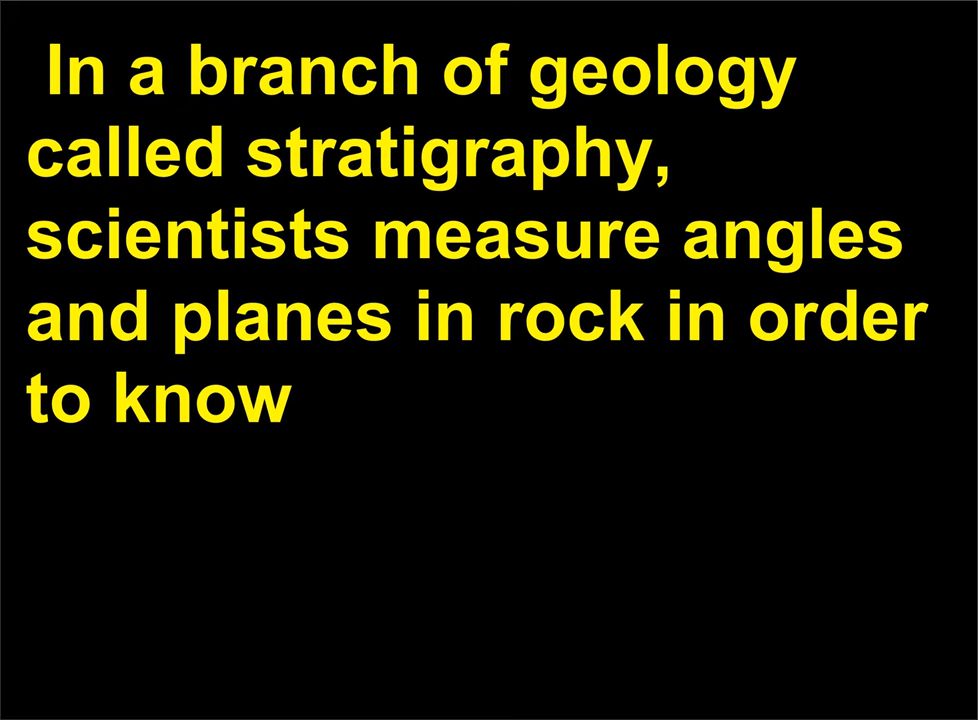 In a branch of geology
called stratigraphy,
scientists measure angles
and planes in rock in order
to know